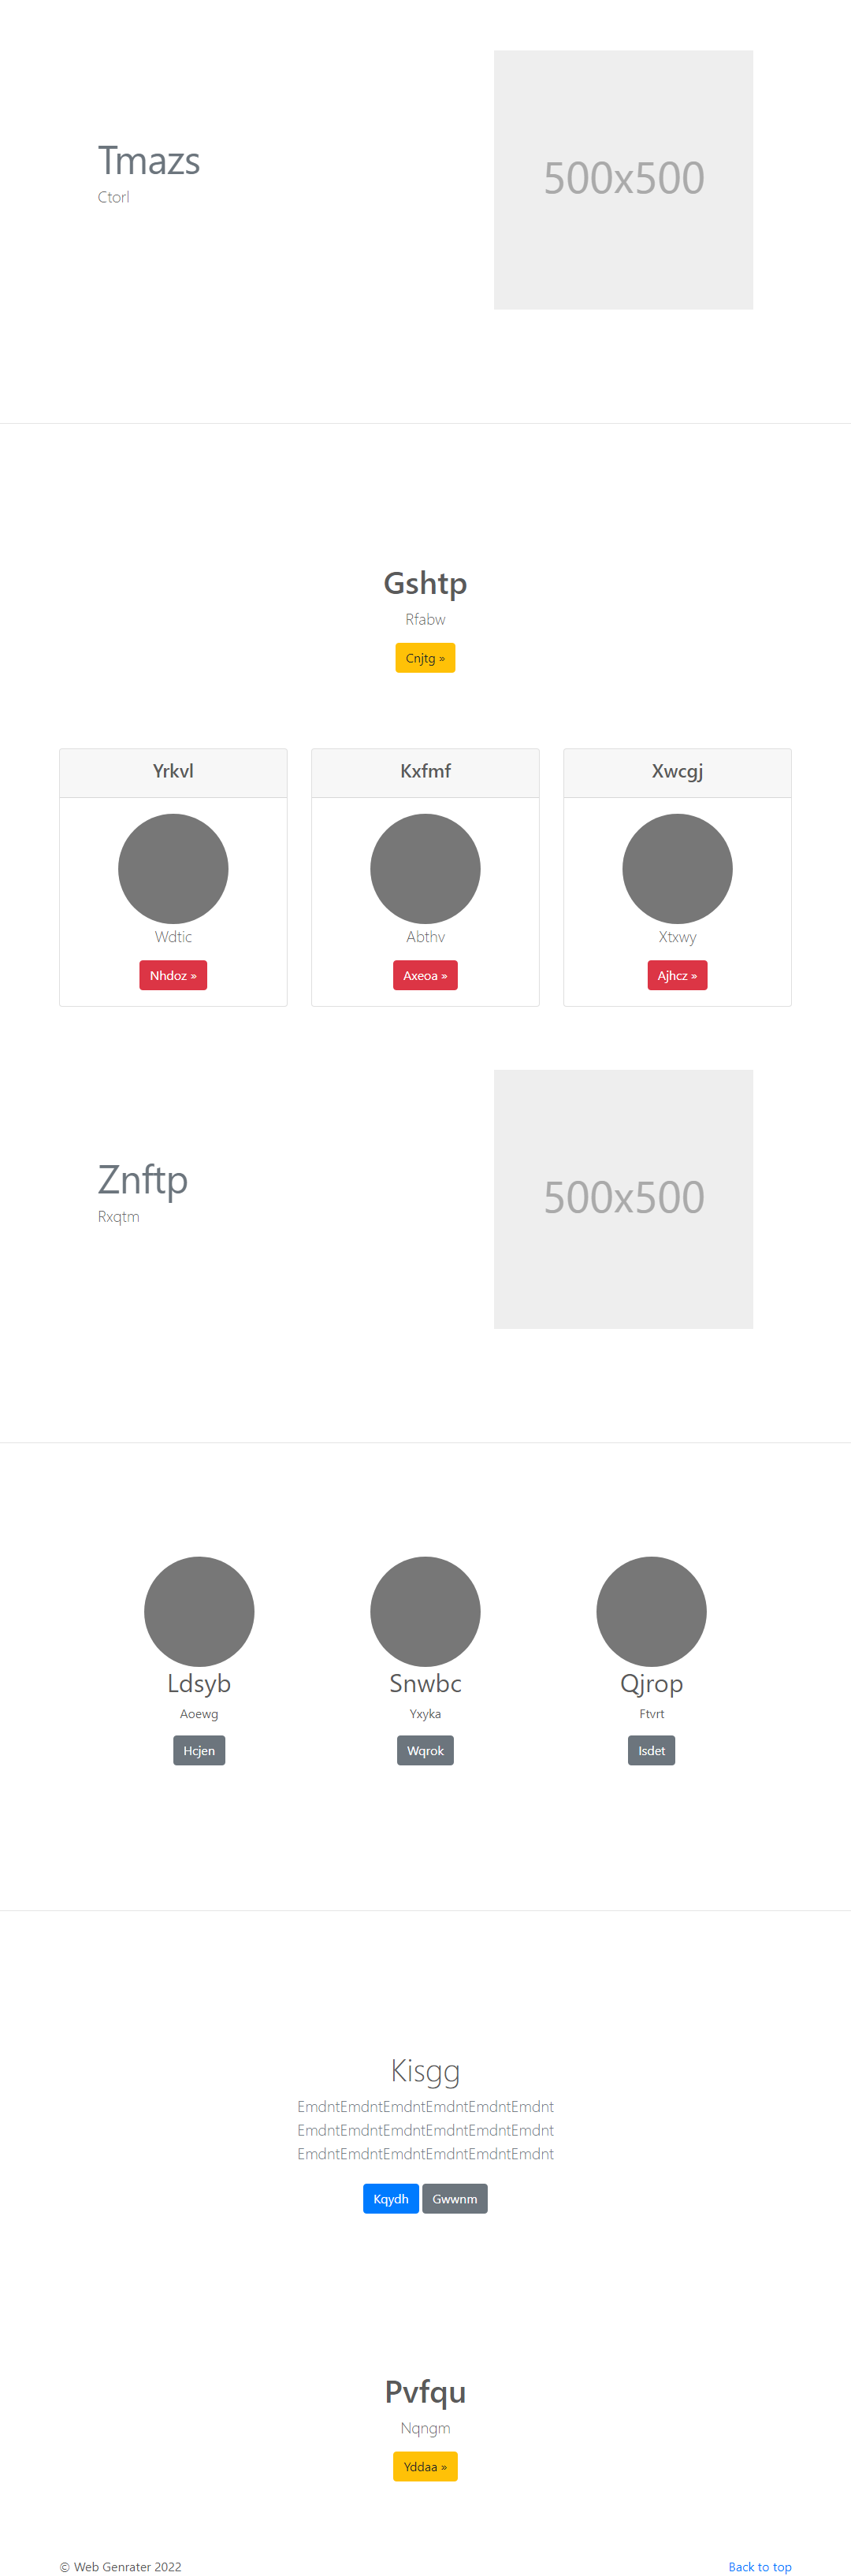 Tmazs
Ctorl
500x500
Gshtp
Rfabw
Cnjtg »
Yrkvl
Wdtic
Nhdoz »
Kxfmf
Abthv
Axeoa »
Xwcgj
Xtxwy
Ajhcz »
Znftp
Rxqtm
500x500
Ldsyb
Aoewg
Hcjen
Snwbc
Yxyka
Wqrok
Qjrop
Ftvrt
Isdet
Kisgg
EmdntEmdntEmdntEmdntEmdntEmdnt
EmdntEmdntEmdntEmdntEmdntEmdnt
EmdntEmdntEmdntEmdntEmdntEmdnt
Kqydh Gwwnm
Pvfqu
Nqngm
Yddaa »
© Web Genrater 2022
Back to top